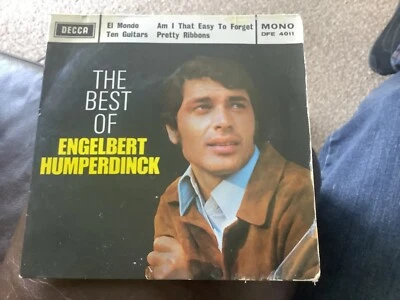 DECCA
El Mondo Am I That Easy To Forget
Ten Guitars Pretty Ribbons
MONO
DFE 4011
THE
BEST
OF
ENGELBERT
HUMPERDINCK